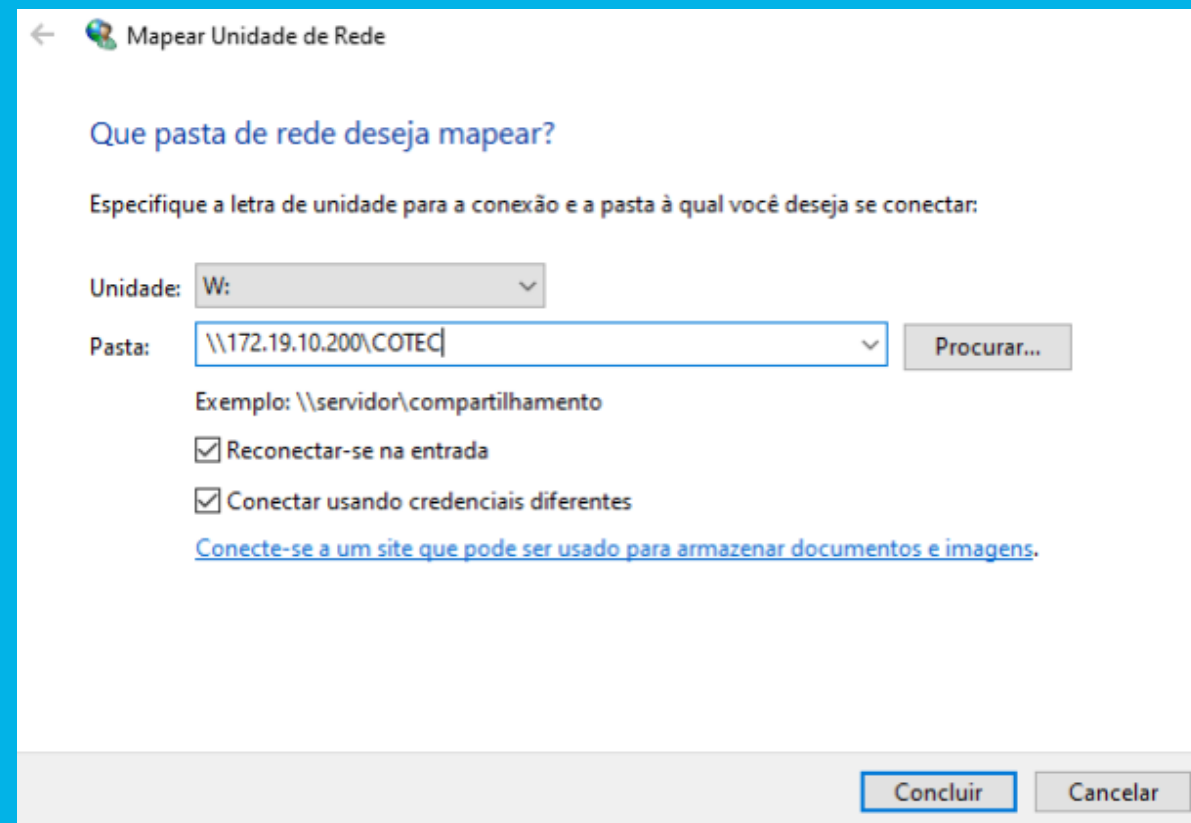 Mapear Unidade de Rede
Que pasta de rede deseja mapear?
Especifique a letra de unidade para a conexão e a pasta à qual você deseja se conectar:
Unidade: W:
Pasta: \\172.19.10.200\COTEC Procurar...
Exemplo: \\servidor\compartilhamento
Reconectar-se na entrada
Conectar usando credenciais diferentes
Conecte-se a um site que pode ser usado para armazenar documentos e imagens.
Concluir Cancelar